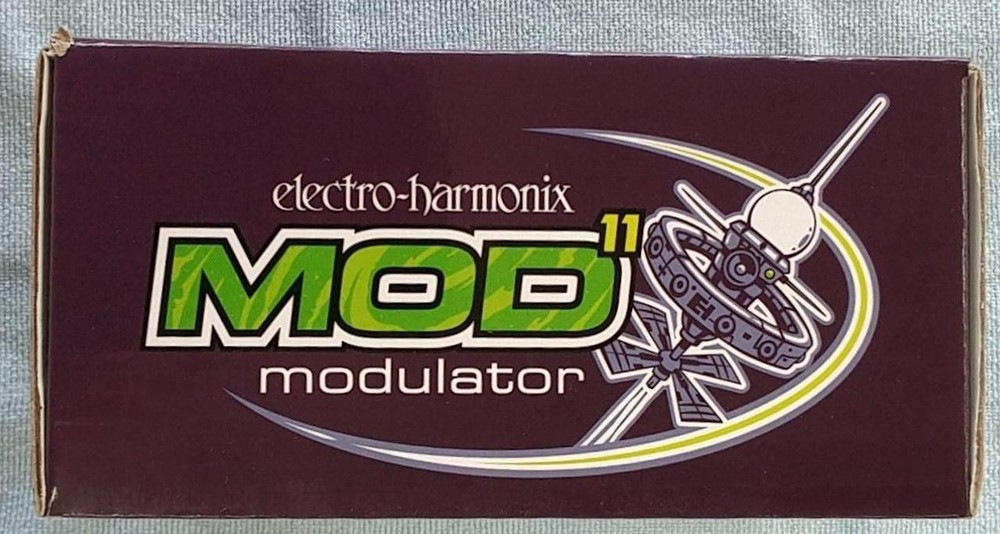 electro-harmonix
MOD 11
modulator